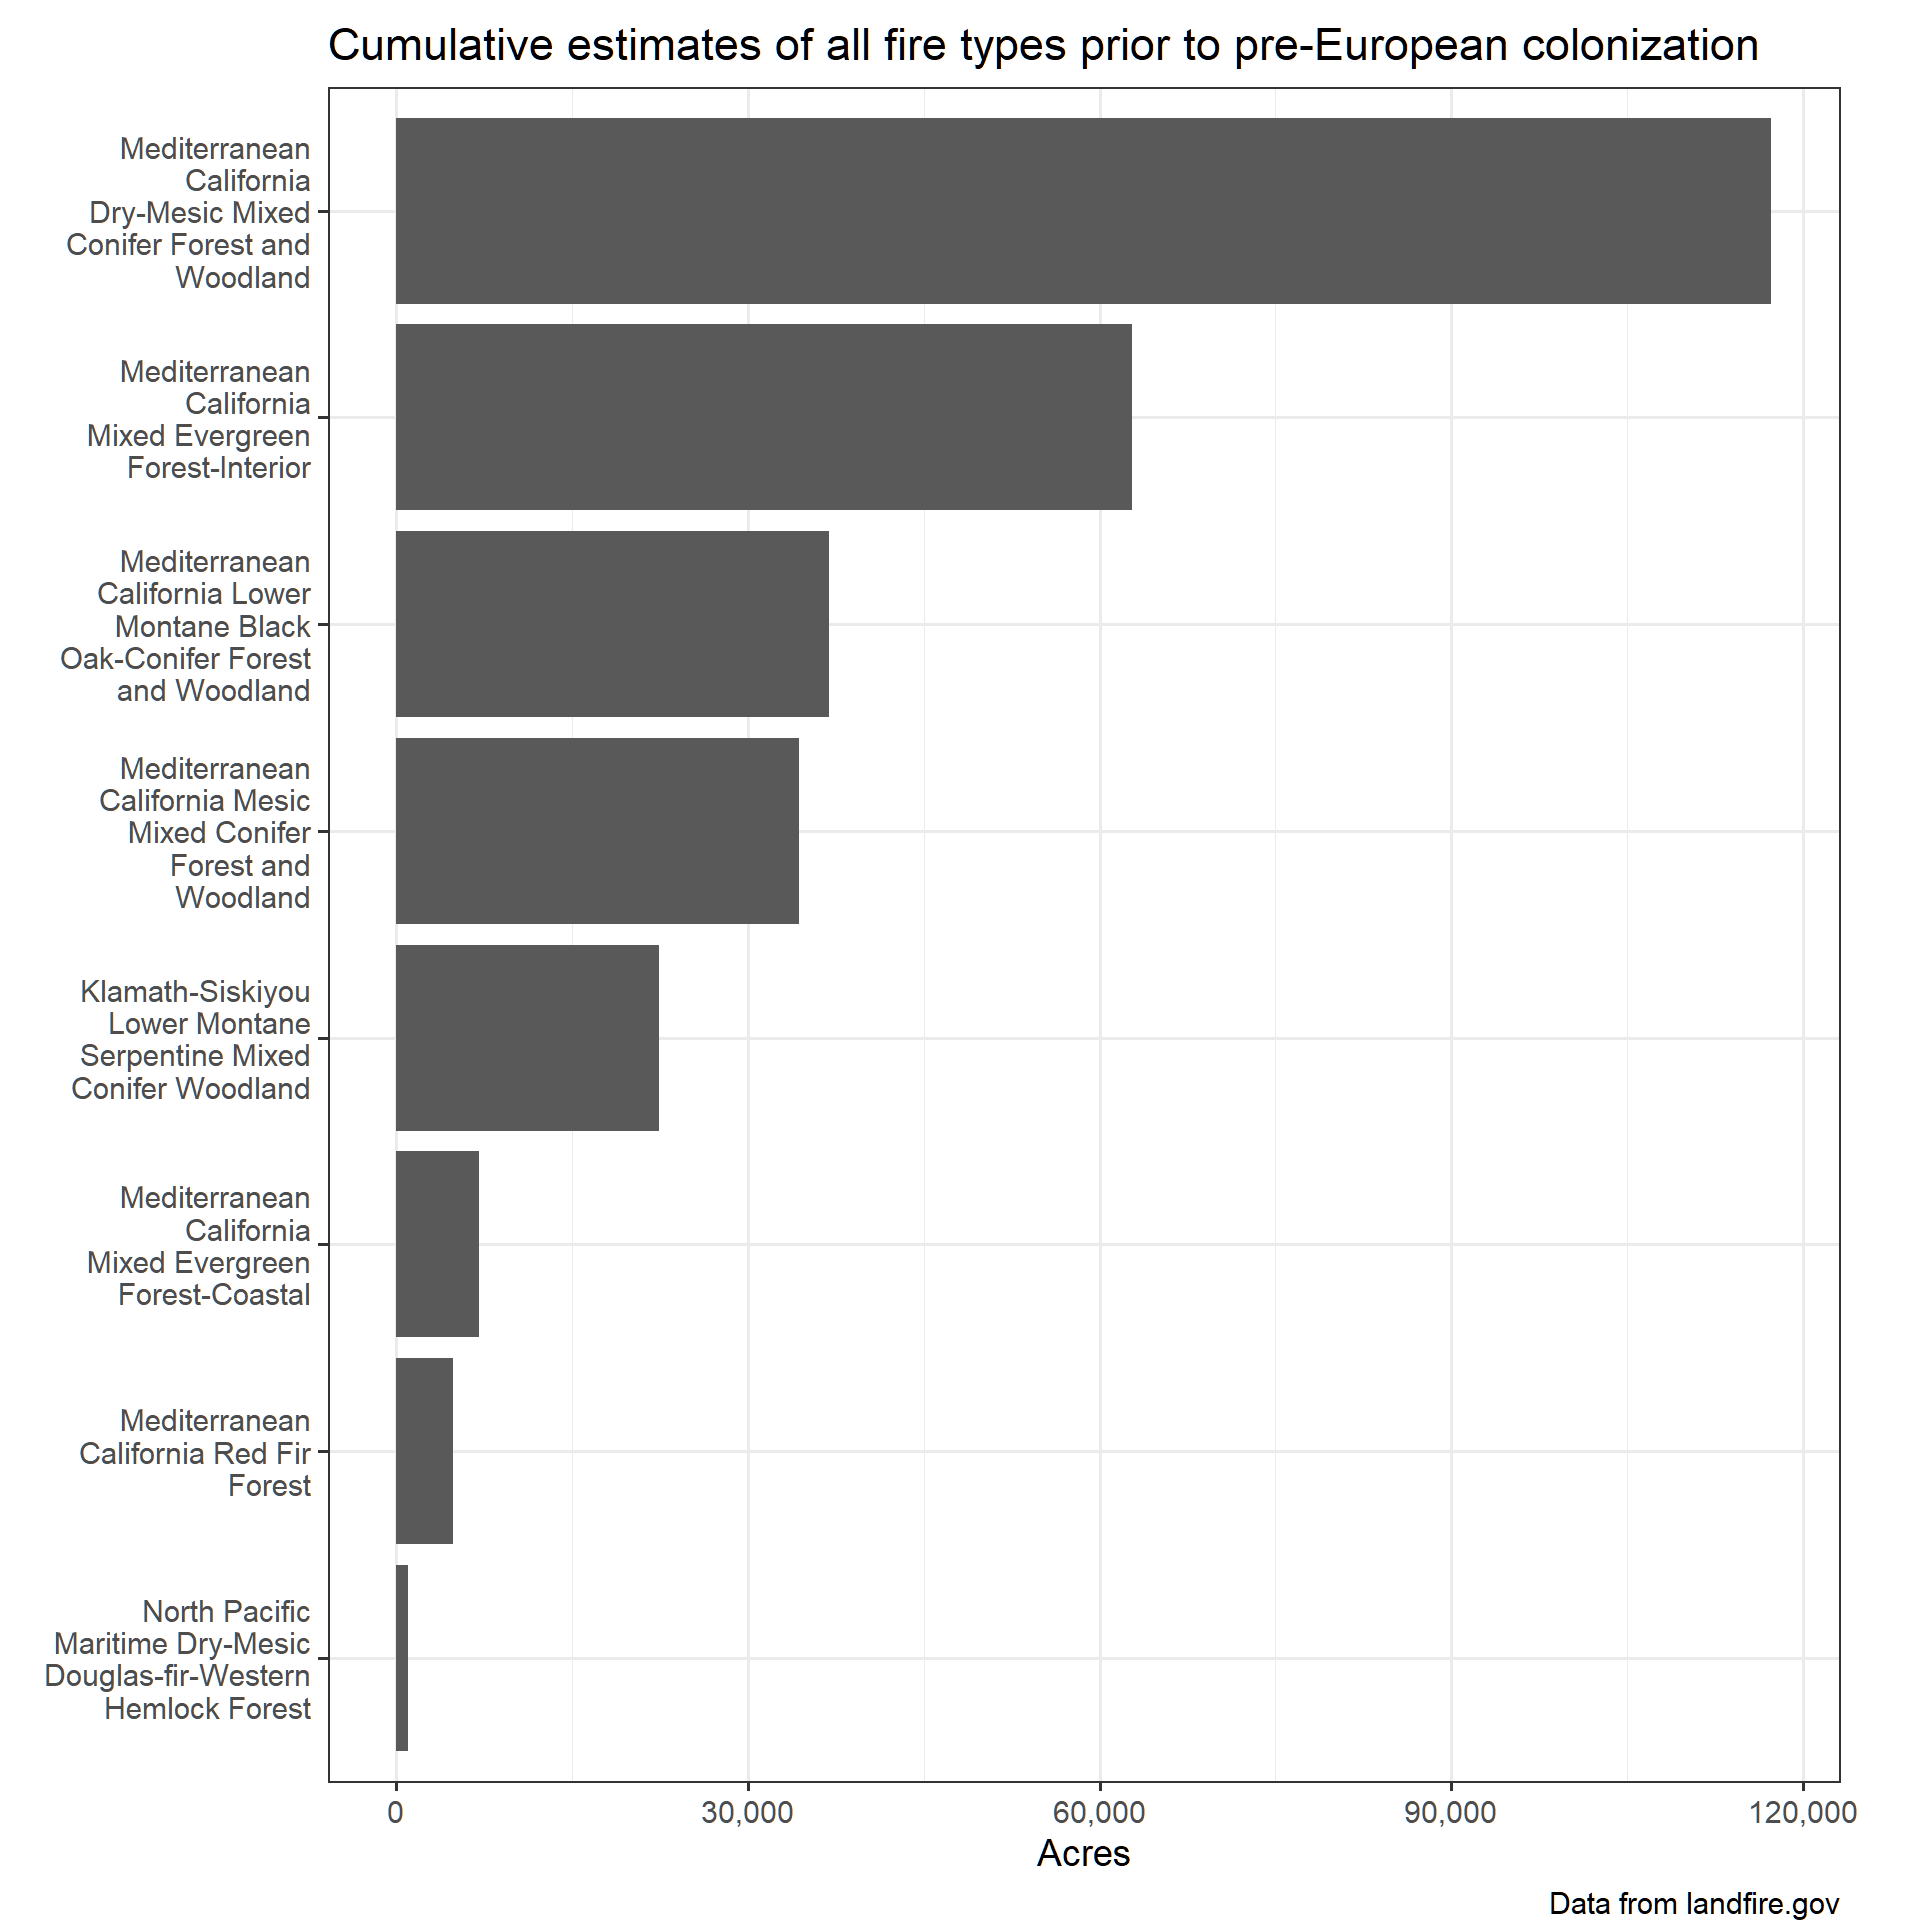 Cumulative estimates of all fire types prior to pre-European colonization
Mediterranean
California
Dry-Mesic Mixed
Conifer Forest and
Woodland
Mediterranean
California
Mixed Evergreen
Forest-Interior
Mediterranean
California Lower
Montane Black
Oak-Conifer Forest
and Woodland
Mediterranean
California Mesic
Mixed Conifer
Forest and
Woodland
Klamath-Siskiyou
Lower Montane
Serpentine Mixed
Conifer Woodland
Mediterranean
California
Mixed Evergreen
Forest-Coastal
Mediterranean
California Red Fir
Forest
North Pacific
Maritime Dry-Mesic
Douglas-fir-Western
Hemlock Forest
0 30,000 60,000 90,000 120,000
Acres
Data from landfire.gov